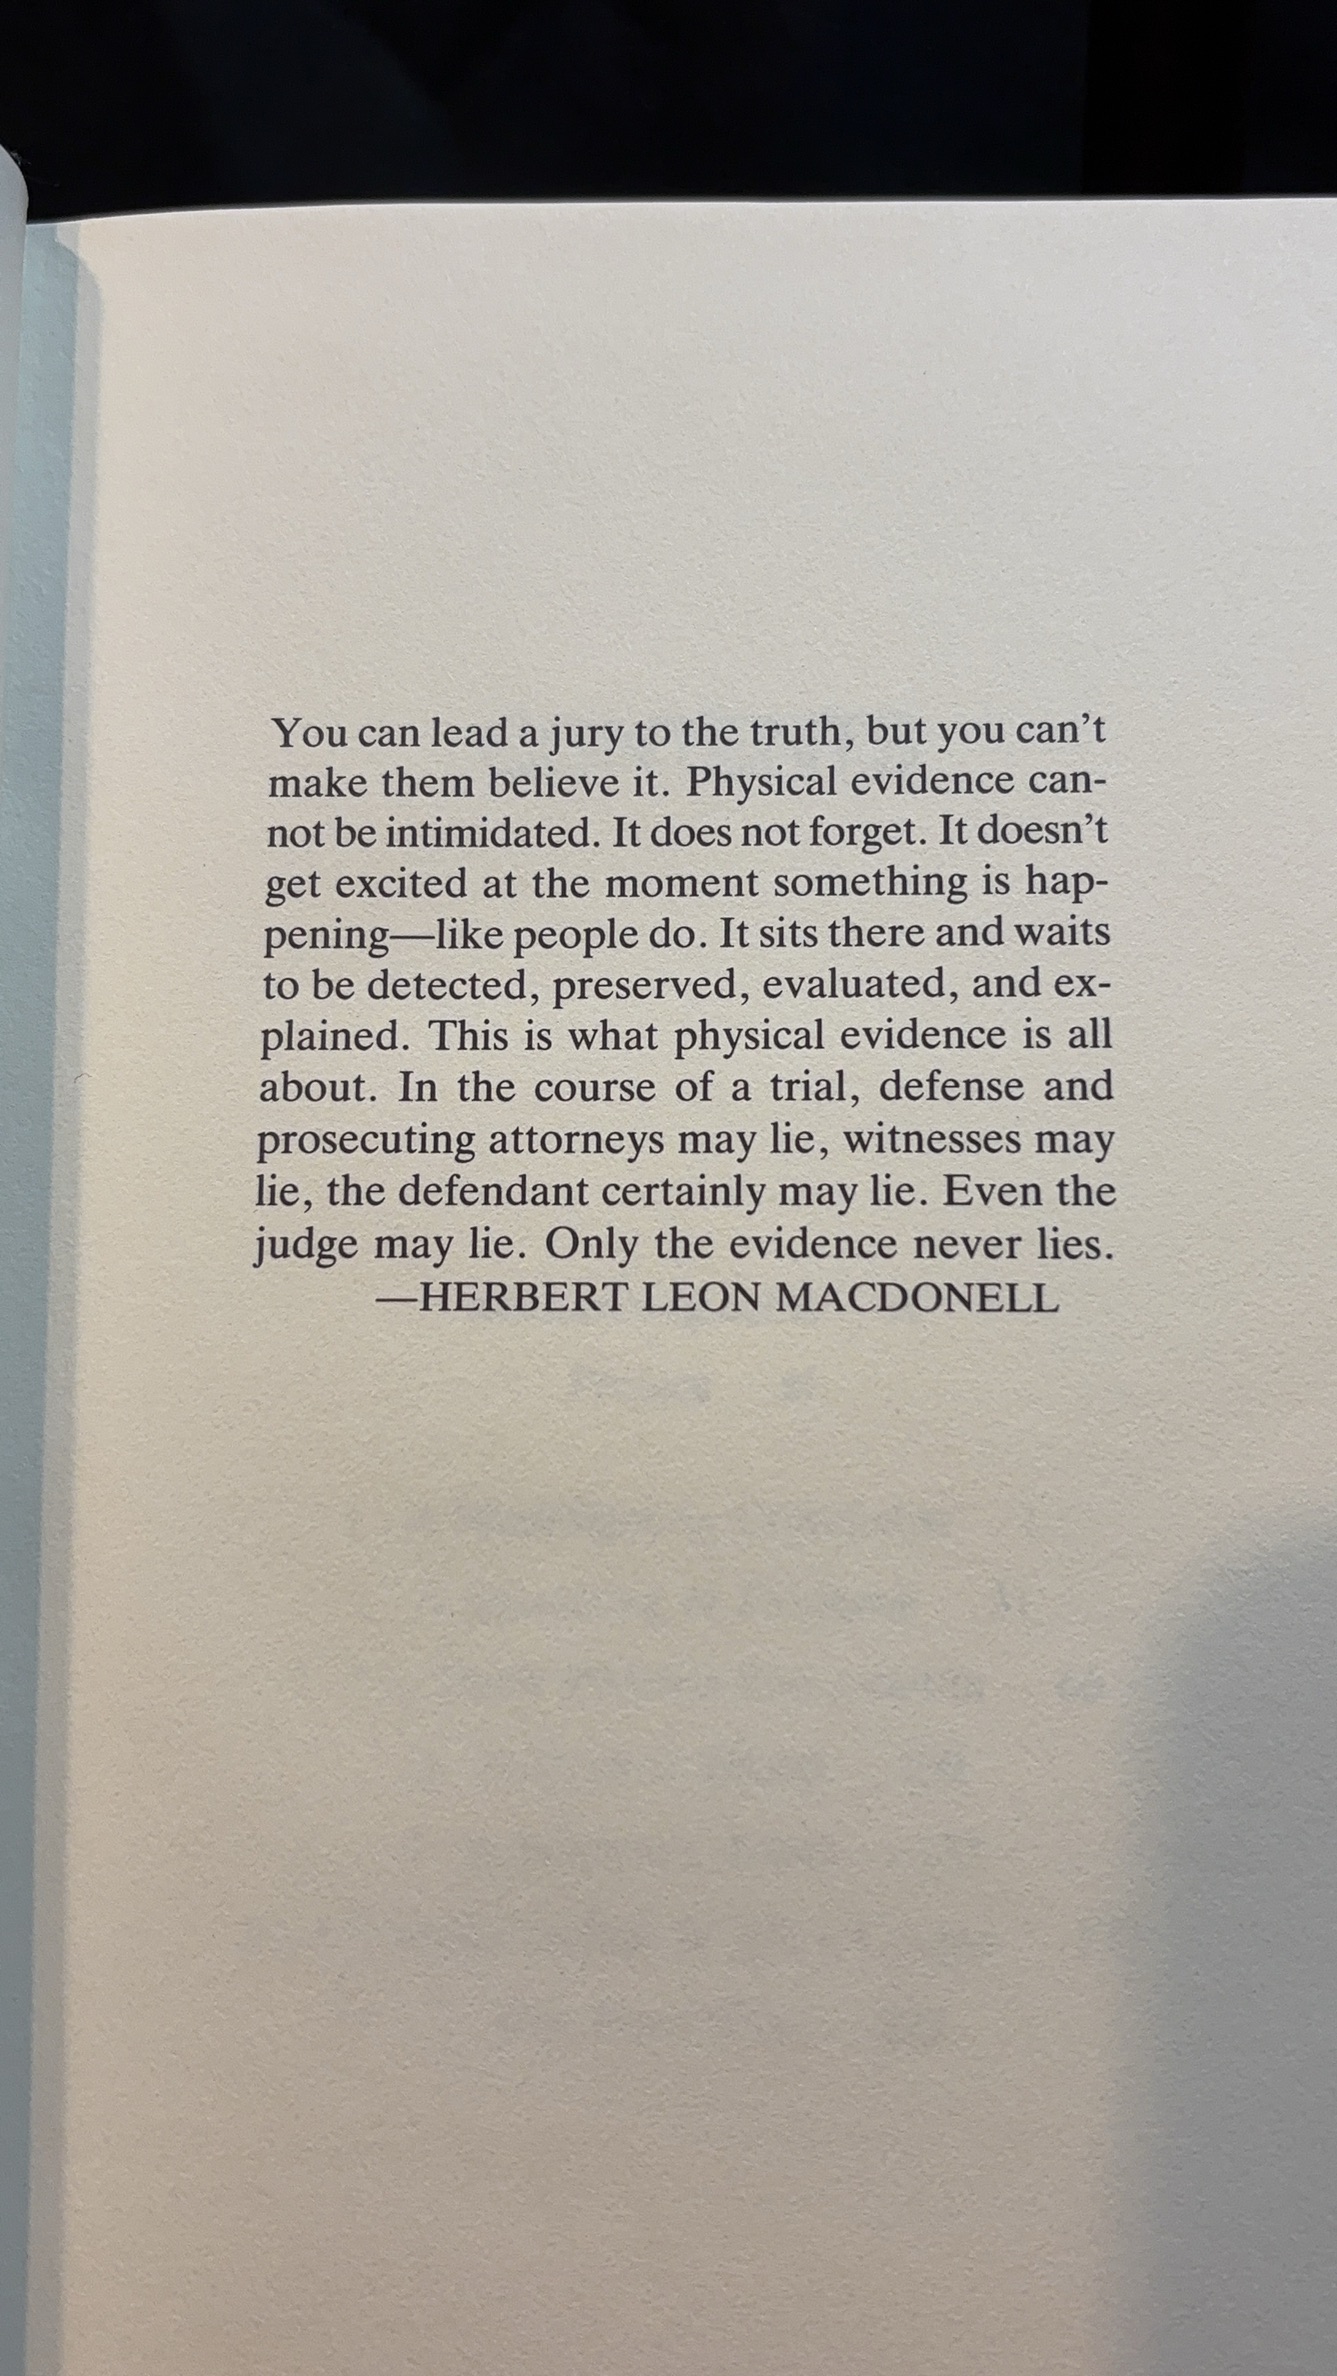 You can lead a jury to the truth, but you can’t
make them believe it. Physical evidence can-
not be intimidated. It does not forget. It doesn’t
get excited at the moment something is hap-
pening—like people do. It sits there and waits
to be detected, preserved, evaluated, and ex-
plained. This is what physical evidence is all
about. In the course of a trial, defense and
prosecuting attorneys may lie, witnesses may
lie, the defendant certainly may lie. Even the
judge may lie. Only the evidence never lies.
—HERBERT LEON MACDONELL